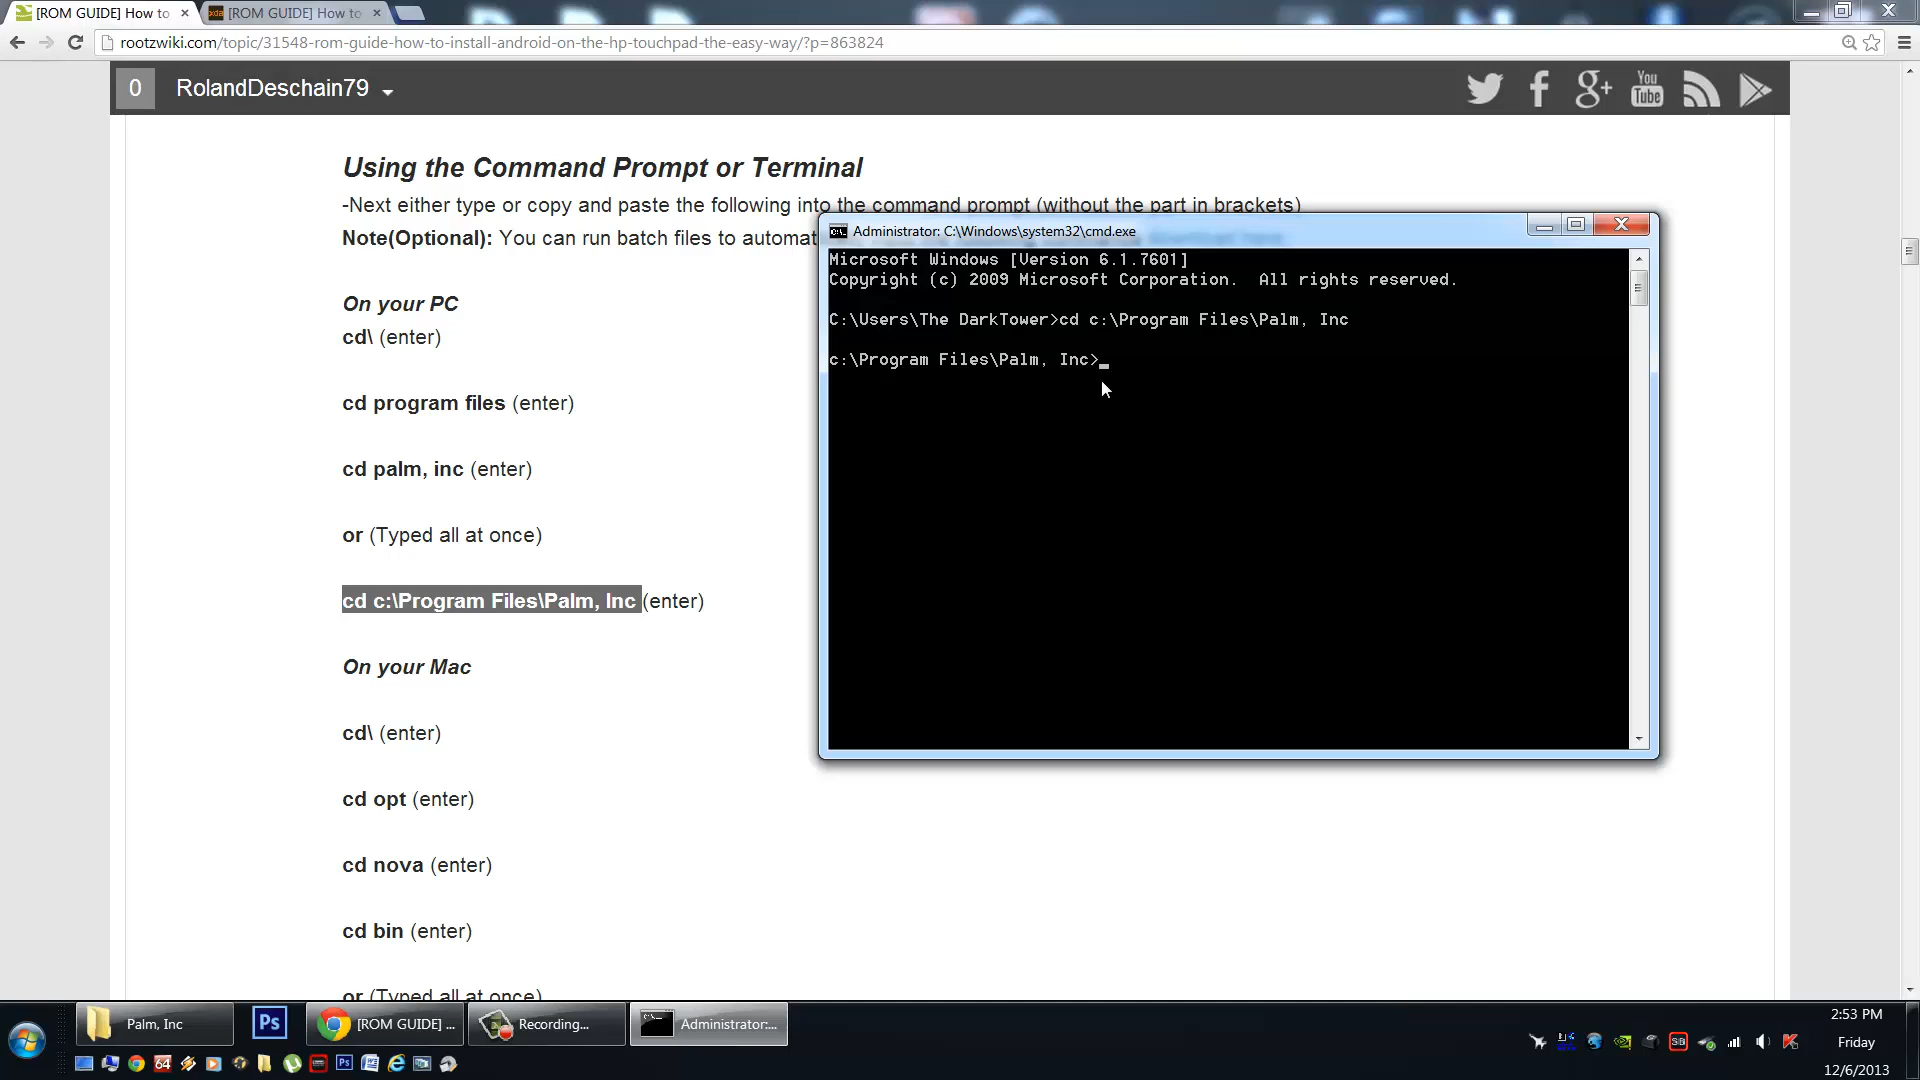 [ROM GUIDE] How to
xda [ROM GUIDE] How to
rootzwiki.com/topic/31548-rom-guide-how-to-install-android-on-the-hp-touchpad-the-easy-way/?p=863824
0 RolandDeschain79
You Tube
Using the Command Prompt or Terminal
-Next either type or copy and paste the following into the command prompt (without the part in brackets)
Note(Optional): You can run batch files to automat
On your PC
cd\ (enter)
cd program files (enter)
cd palm, inc (enter)
or (Typed all at once)
cd c:\Program Files\Palm, Inc (enter)
On your Mac
cd\ (enter)
cd opt (enter)
cd nova (enter)
cd bin (enter)
or (Typed all at once)
Administrator: C:\Windows\system32\cmd.exe
Microsoft Windows [Version 6.1.7601]
Copyright (c) 2009 Microsoft Corporation.  All rights reserved.
C:\Users\The DarkTower>cd c:\Program Files\Palm, Inc
c:\Program Files\Palm, Inc>
Palm, Inc
Ps
[ROM GUIDE] ...
Recording...
Administrator:...
64
2:53 PM
Friday
12/6/2013